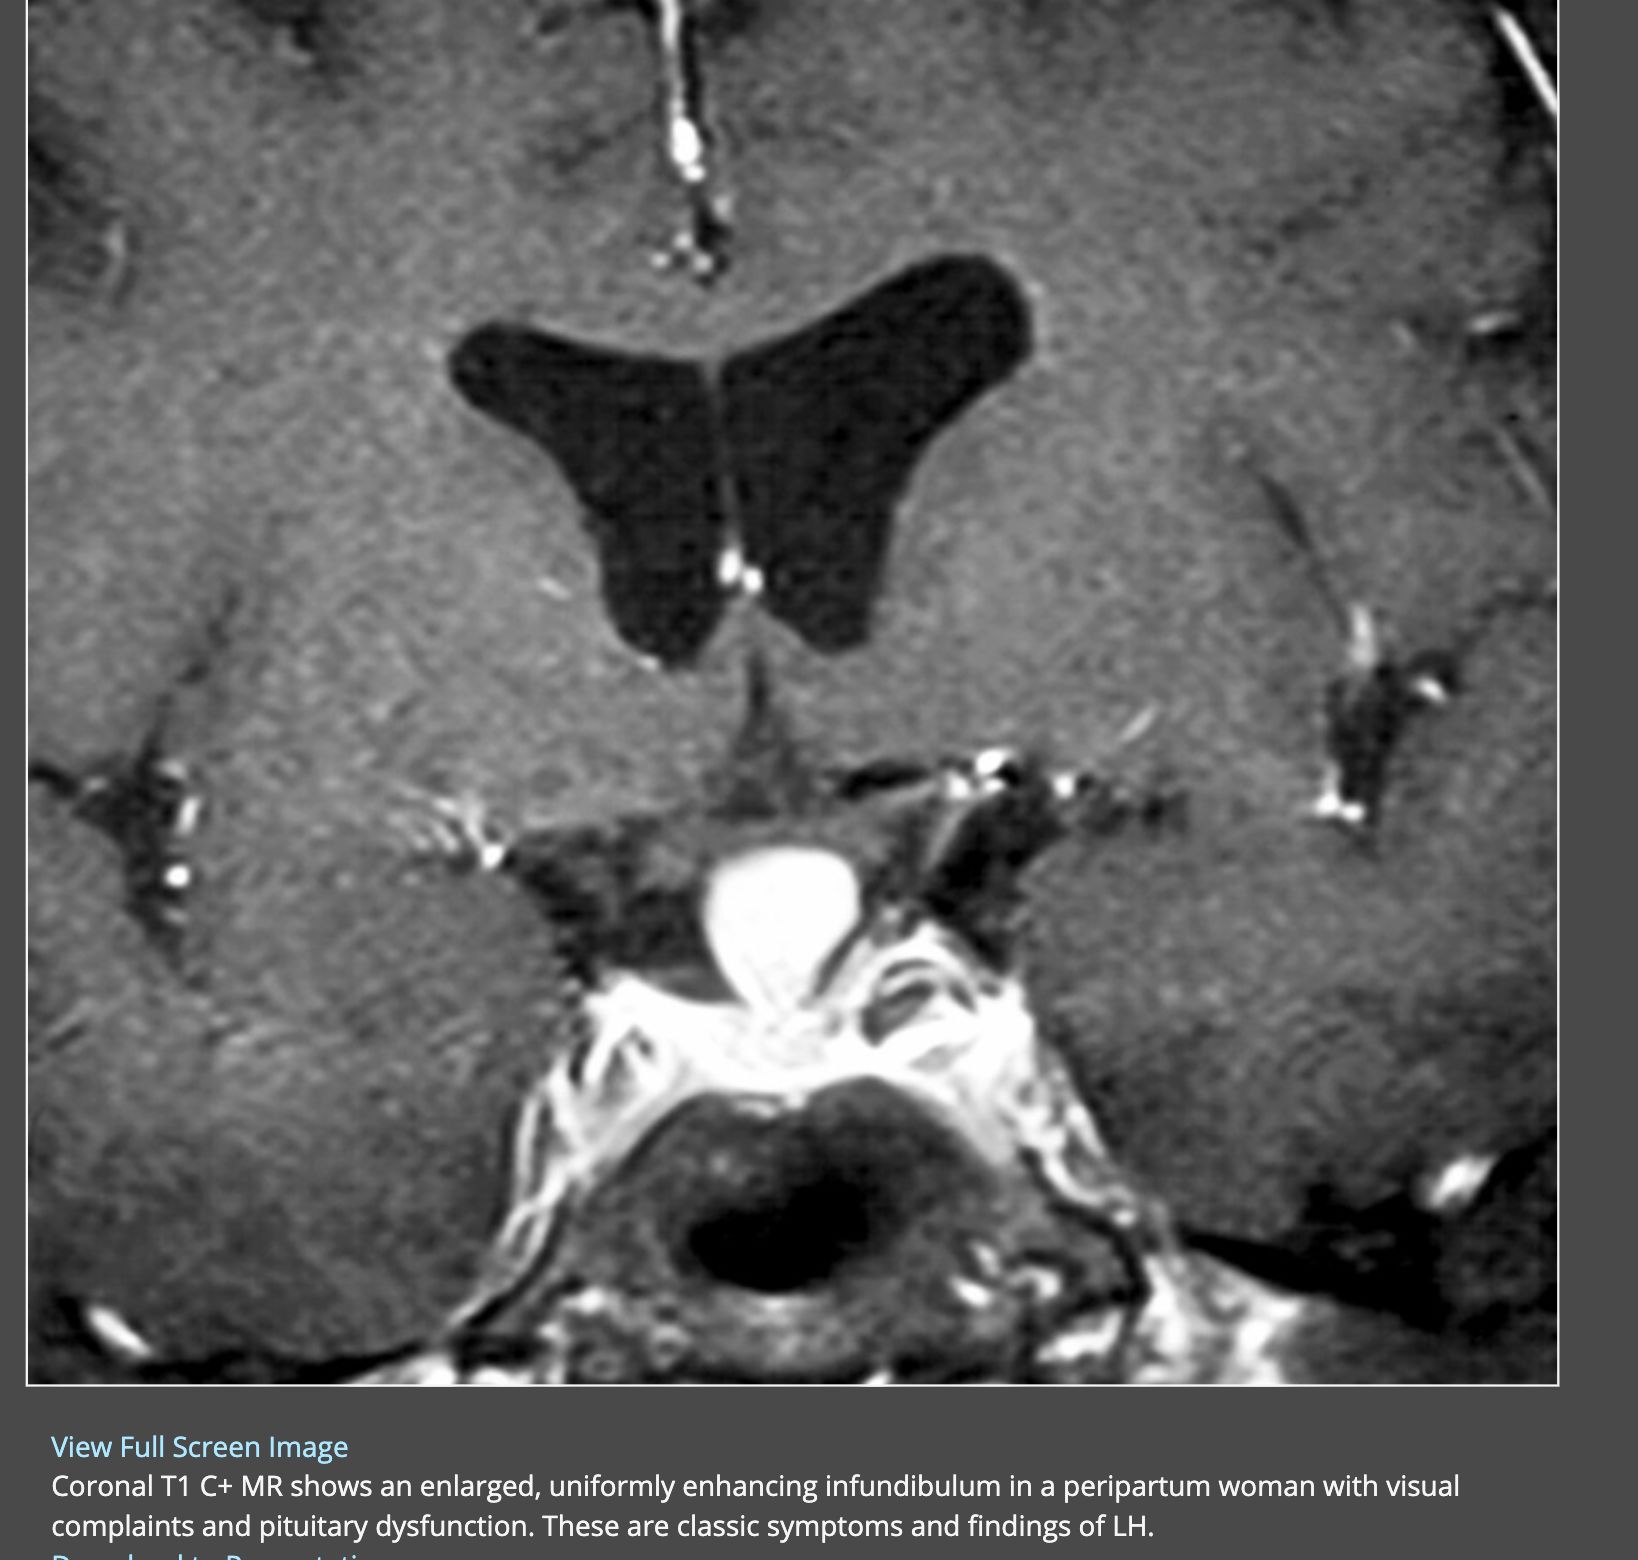 View Full Screen Image
Coronal T1 C+ MR shows an enlarged, uniformly enhancing infundibulum in a peripartum woman with visual
complaints and pituitary dysfunction. These are classic symptoms and findings of LH.